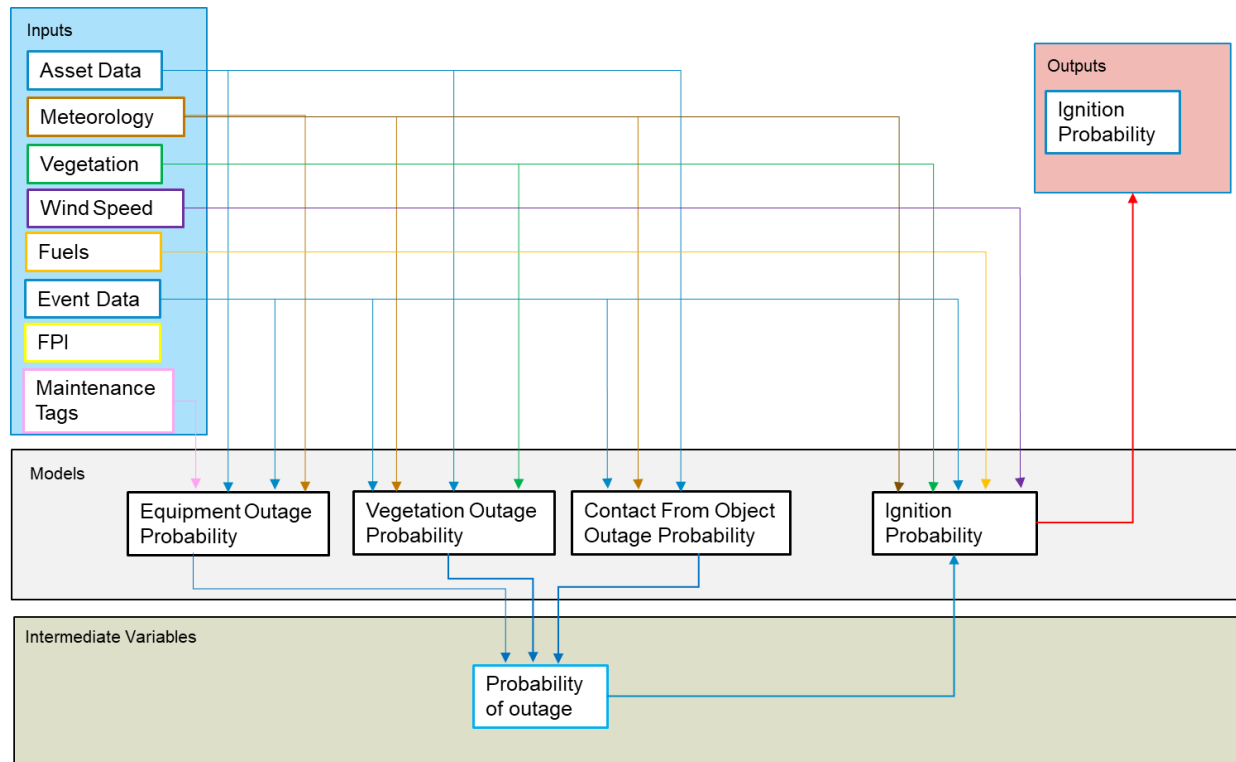 Inputs
Asset Data
Meteorology
Vegetation
Wind Speed
Fuels
Event Data
FPI
Maintenance
Tags
Outputs
Ignition
Probability
Models
Equipment Outage
Probability
Vegetation Outage
Probability
Contact From Object
Outage Probability
Ignition
Probability
Intermediate Variables
Probability
of outage